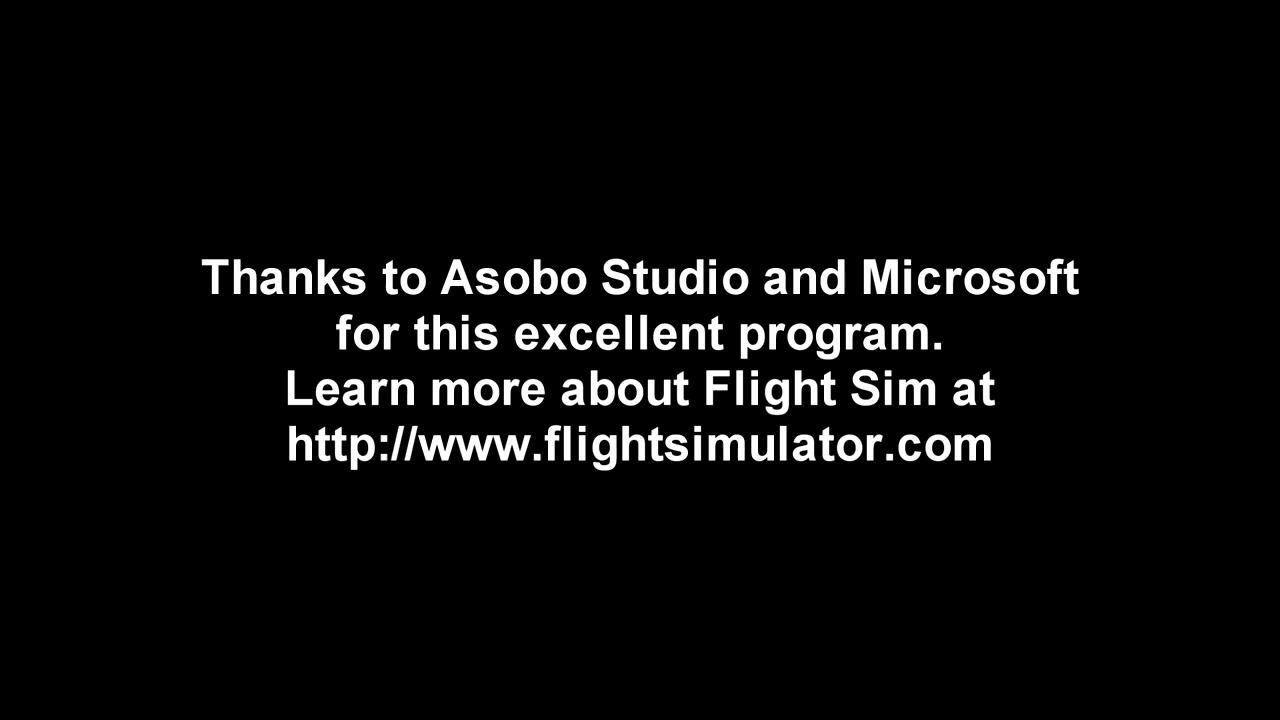 Thanks to Asobo Studio and Microsoft
for this excellent program.
Learn more about Flight Sim at
http://www.flightsimulator.com